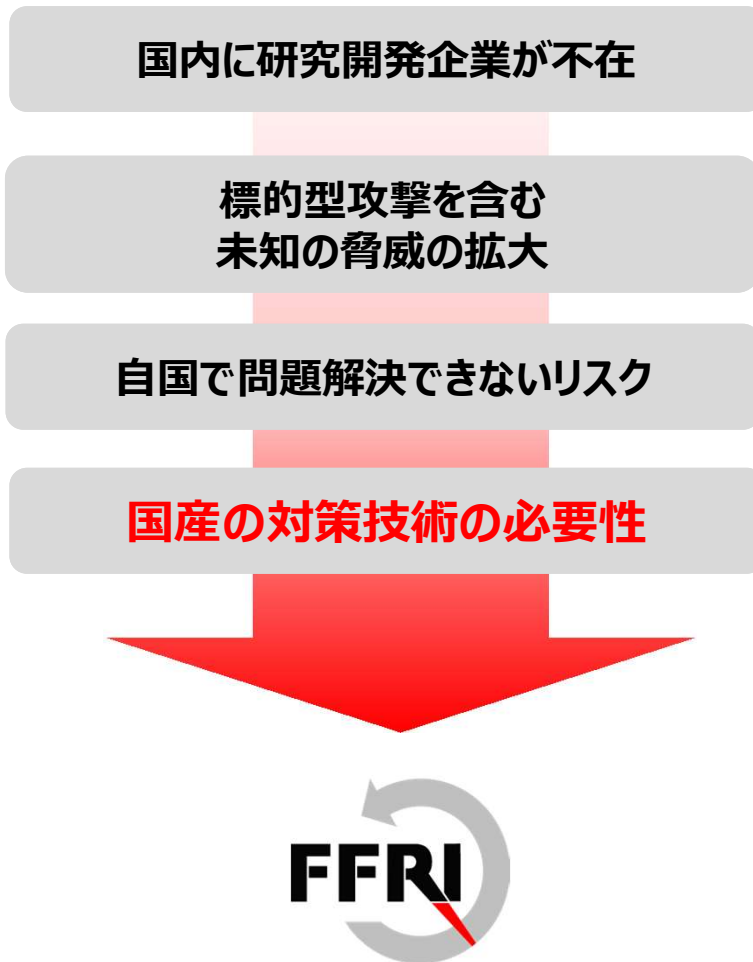 国内に研究開発企業が不在
標的型攻撃を含む
未知の脅威の拡大
自国で問題解決できないリスク
国産の対策技術の必要性
FFRI